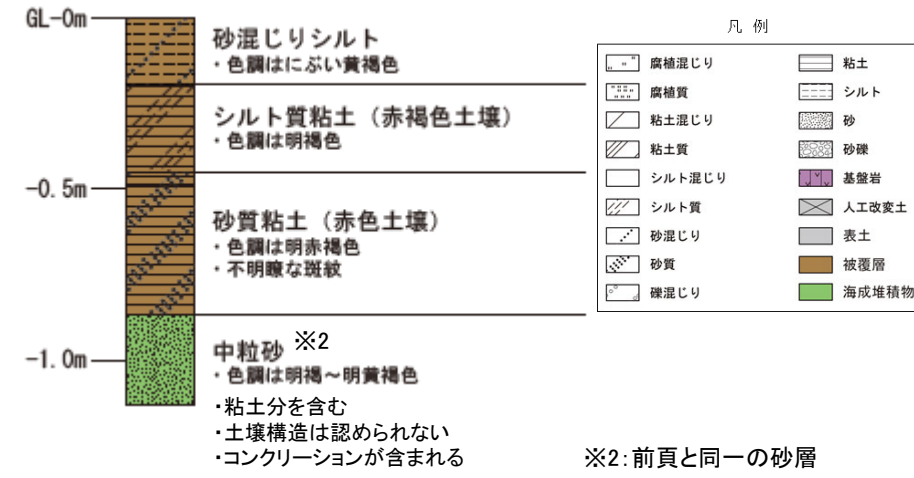 GL-0m
砂混じりシルト
・色調はにぶい黄褐色
シルト質粘土（赤褐色土壌）
・色調は明褐色
-0.5m
砂質粘土（赤色土壌）
・色調は明赤褐色
・不明瞭な斑紋
中粒砂 ※2
-1.0m
・色調は明褐～明黄褐色
・粘土分を含む
・土壌構造は認められない
・コンクリーションが含まれる
※2：前頁と同一の砂層
凡 例
腐植混じり
腐植質
粘土混じり
粘土質
シルト混じり
シルト質
砂混じり
砂質
礫混じり
粘土
シルト
砂
砂礫
基盤岩
人工改変土
表土
被覆層
海成堆積物